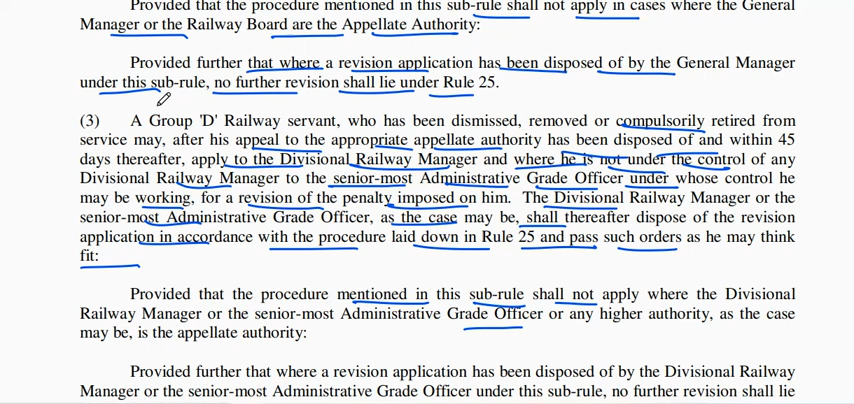 Provided that the procedure mentioned in this sub-rule shall not apply in cases where the General
Manager or the Railway Board are the Appellate Authority:
Provided further that where a revision application has been disposed of by the General Manager
under this sub-rule, no further revision shall lie under Rule 25.
(3) A Group 'D' Railway servant, who has been dismissed, removed or compulsorily retired from
service may, after his appeal to the appropriate appellate authority has been disposed of and within 45
days thereafter, apply to the Divisional Railway Manager and where he is not under the control of any
Divisional Railway Manager to the senior-most Administrative Grade Officer under whose control he
may be working, for a revision of the penalty imposed on him. The Divisional Railway Manager or the
senior-most Administrative Grade Officer, as the case may be, shall thereafter dispose of the revision
application in accordance with the procedure laid down in Rule 25 and pass such orders as he may think
fit:
Provided that the procedure mentioned in this sub-rule shall not apply where the Divisional
Railway Manager or the senior-most Administrative Grade Officer or any higher authority, as the case
may be, is the appellate authority:
Provided further that where a revision application has been disposed of by the Divisional Railway
Manager or the senior-most Administrative Grade Officer under this sub-rule, no further revision shall lie